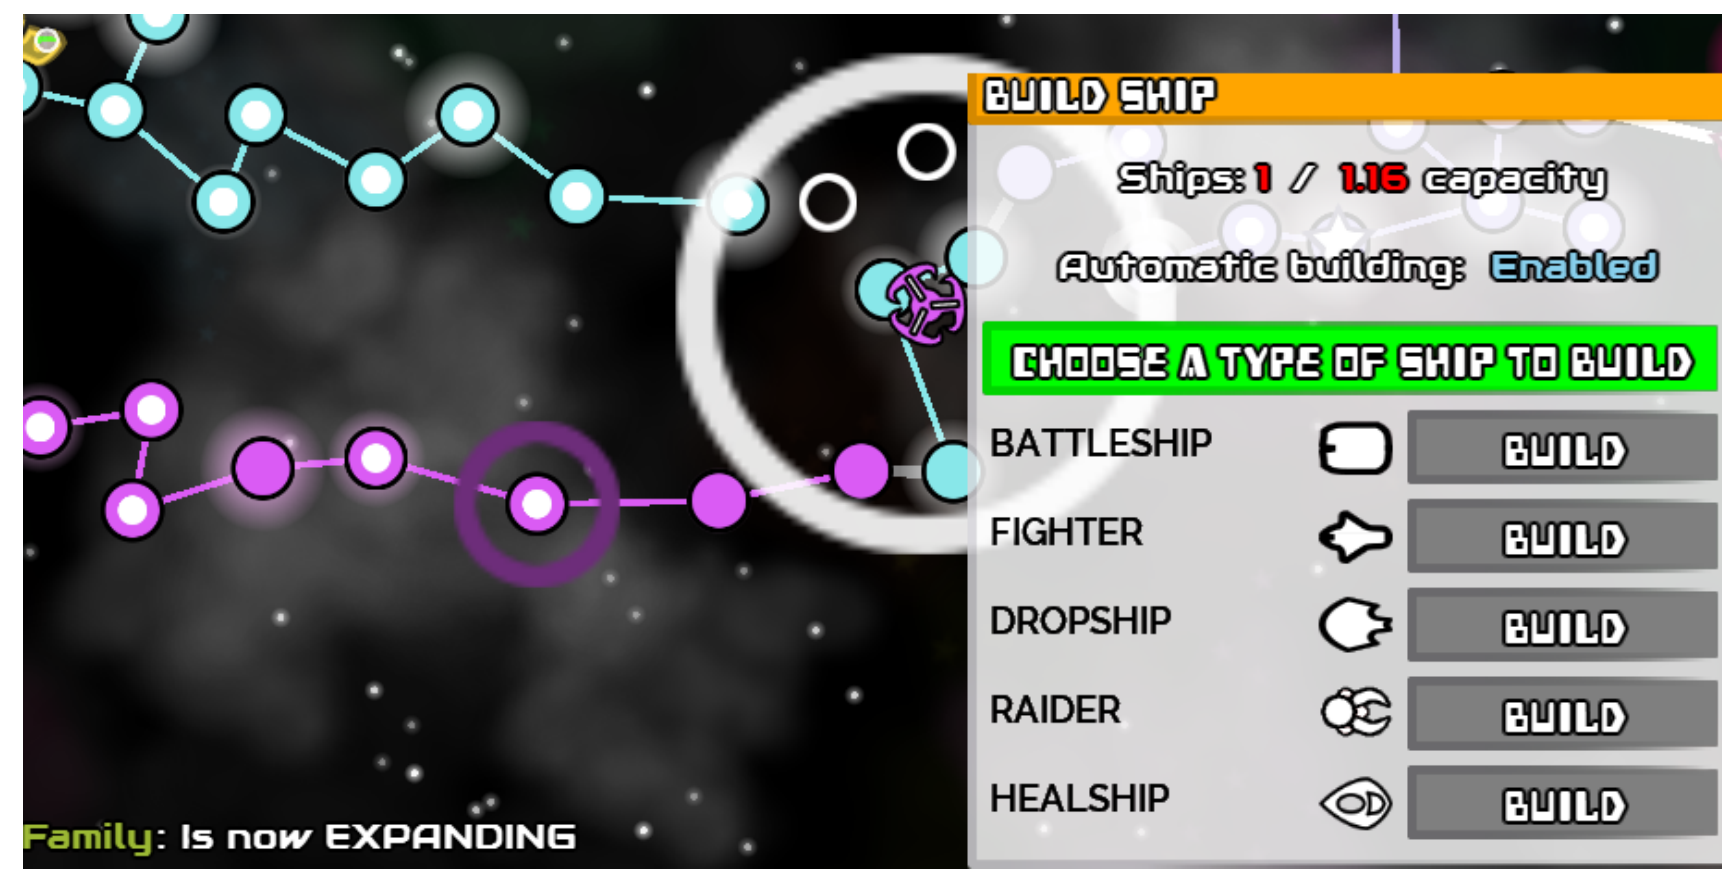 BUILD SHIP
Ships: 1 / 1.16 capacity
Automatic building: Enabled
CHOOSE A TYPE OF SHIP TO BUILD
BATTLESHIP BUILD
FIGHTER BUILD
DROPSHIP BUILD
RAIDER BUILD
HEALSHIP BUILD
Family: Is now EXPANDING